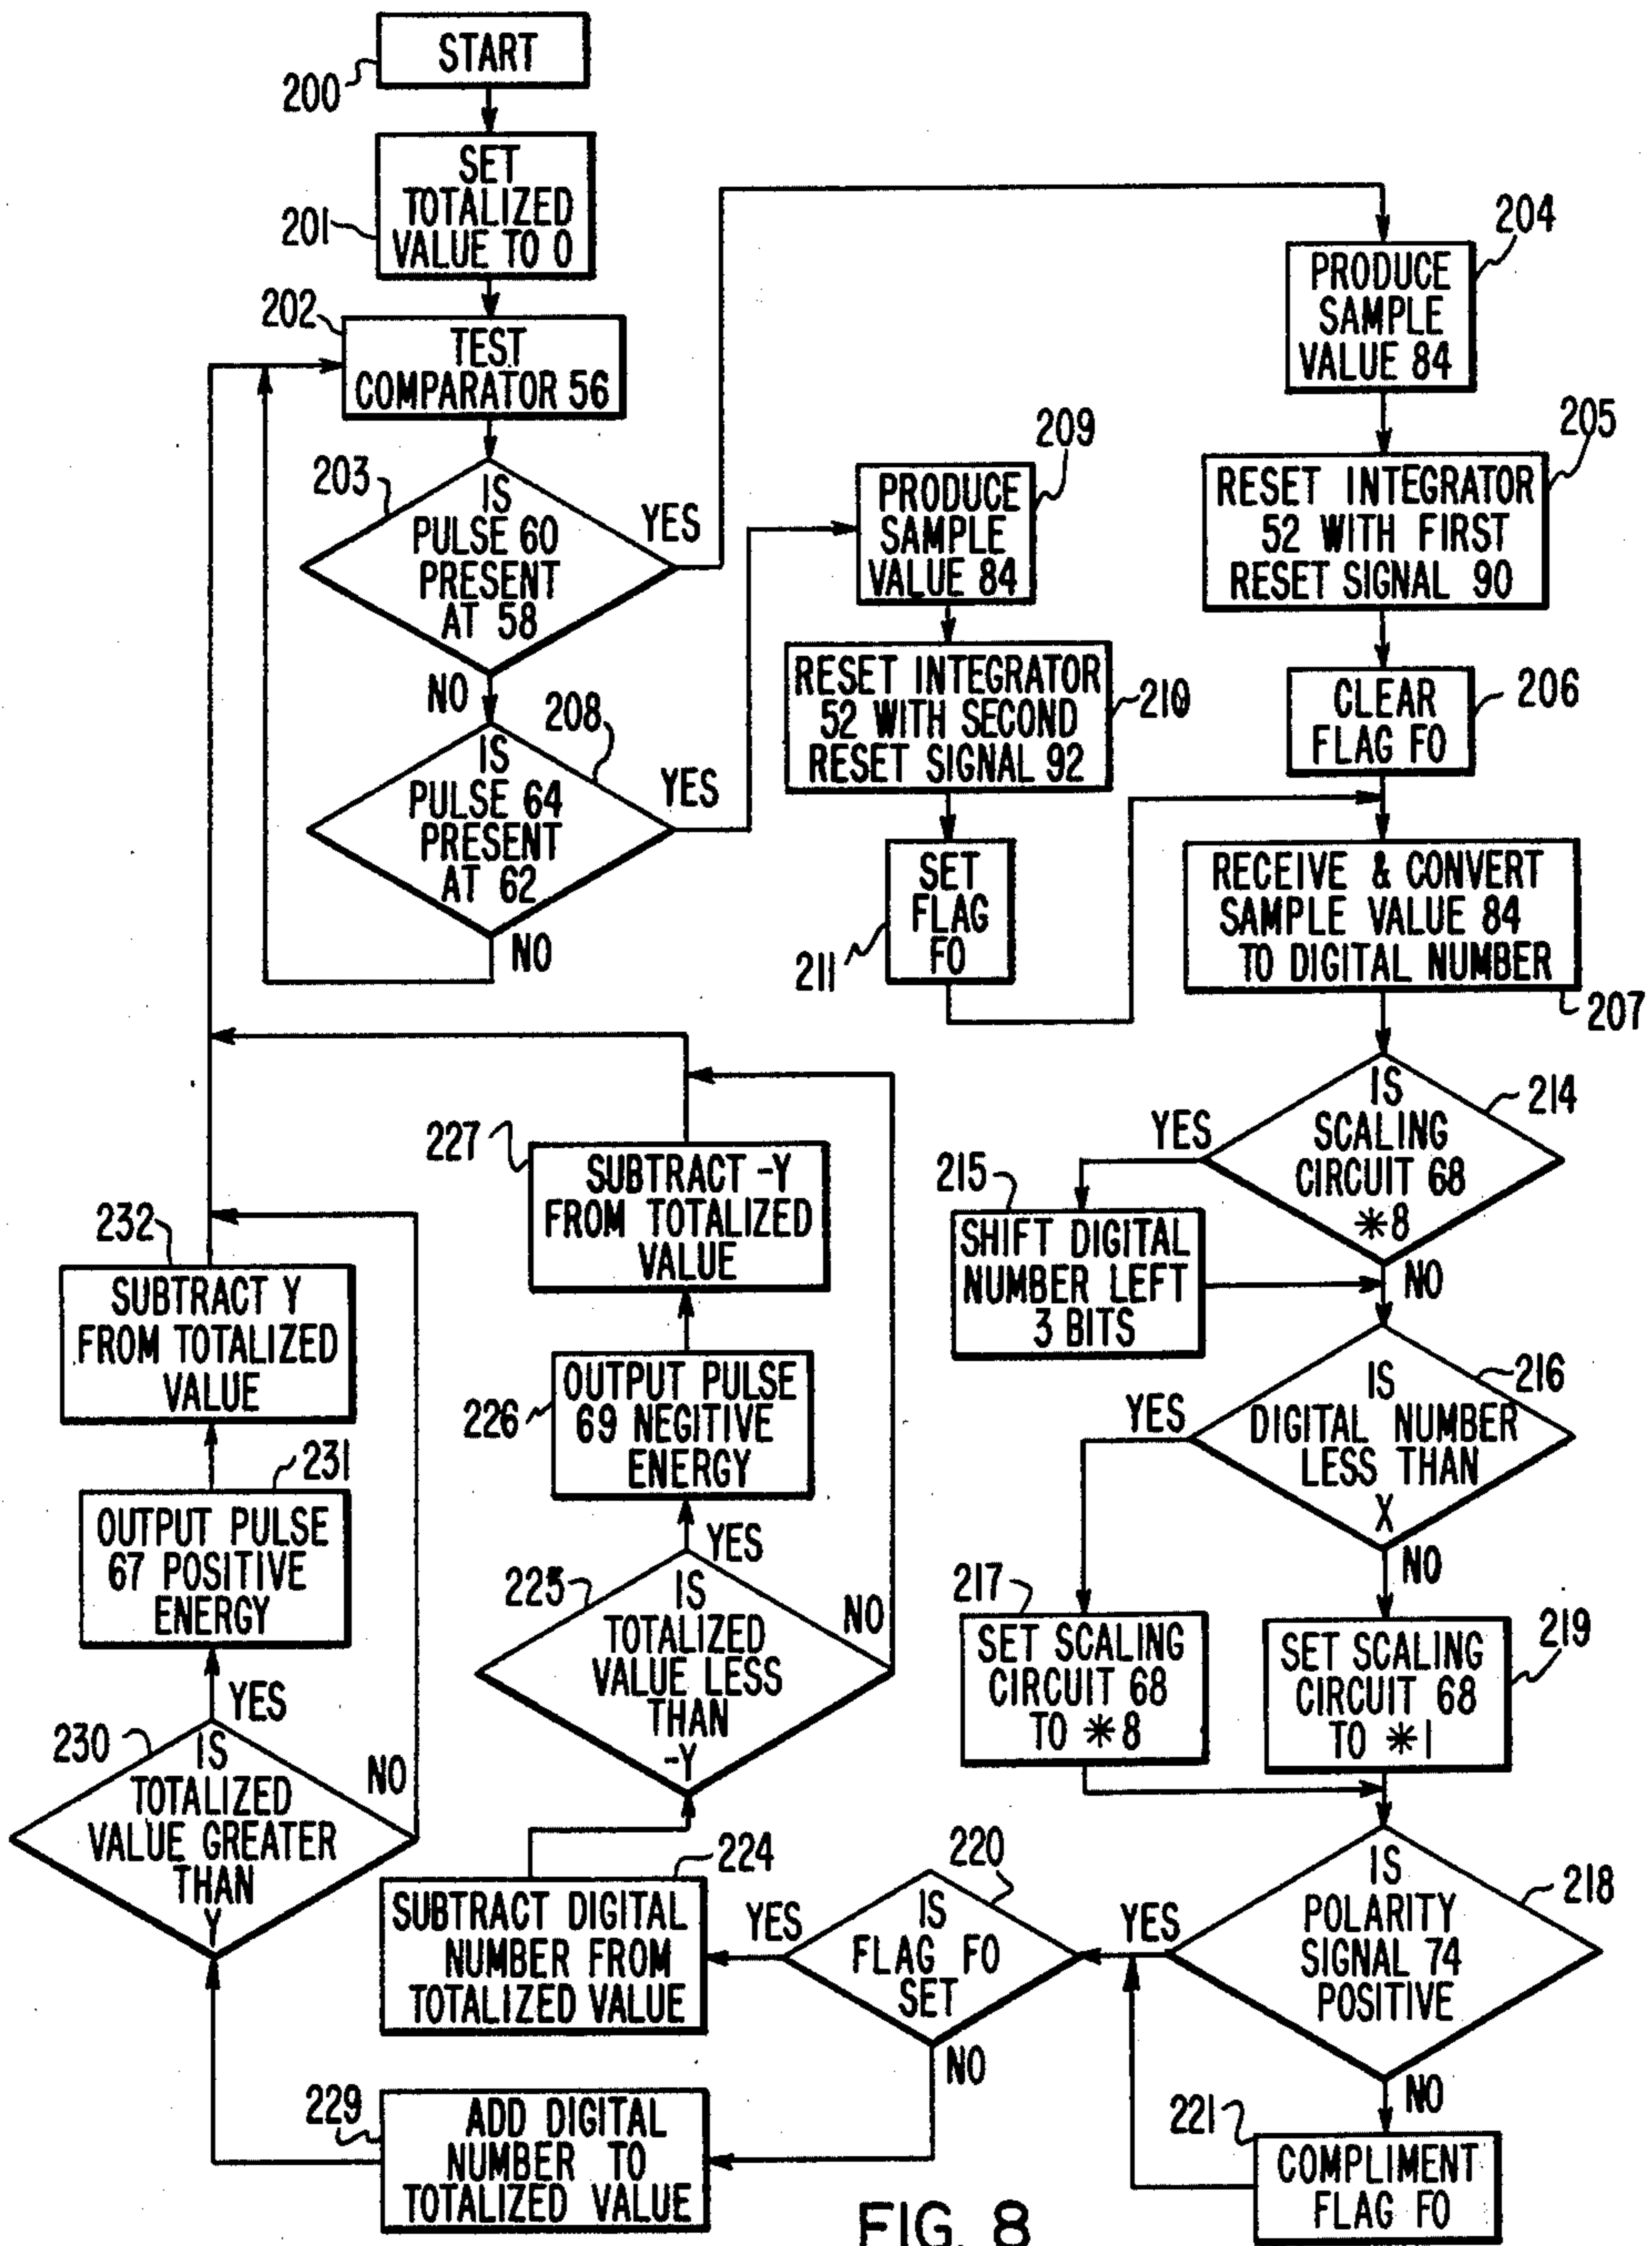 START
200
SET
TOTALIZED
VALUE TO 0
201
202
TEST
COMPARATOR 56
203
IS
PULSE 60
PRESENT
AT 58
YES
NO
204
PRODUCE
SAMPLE
VALUE 84
205
RESET INTEGRATOR
52 WITH FIRST
RESET SIGNAL 90
206
CLEAR
FLAG F0
208
IS
PULSE 64
PRESENT
AT 62
YES
NO
209
PRODUCE
SAMPLE
VALUE 84
210
RESET INTEGRATOR
52 WITH SECOND
RESET SIGNAL 92
211
SET
FLAG
F0
RECEIVE & CONVERT
SAMPLE VALUE 84
TO DIGITAL NUMBER
207
IS
SCALING
CIRCUIT 68
*8
214
YES
NO
215
SHIFT DIGITAL
NUMBER LEFT
3 BITS
216
IS
DIGITAL NUMBER
LESS THAN
X
YES
NO
217
SET SCALING
CIRCUIT 68
TO *8
219
SET SCALING
CIRCUIT 68
TO *1
218
IS
POLARITY
SIGNAL 74
POSITIVE
YES
NO
221
COMPLIMENT
FLAG F0
220
IS
FLAG F0
SET
YES
NO
224
SUBTRACT DIGITAL
NUMBER FROM
TOTALIZED VALUE
225
IS
TOTALIZED
VALUE LESS
THAN
-Y
YES
NO
226
OUTPUT PULSE
69 NEGITIVE
ENERGY
227
SUBTRACT -Y
FROM TOTALIZED
VALUE
229
ADD DIGITAL
NUMBER TO
TOTALIZED VALUE
230
IS
TOTALIZED
VALUE GREATER
THAN
Y
YES
NO
231
OUTPUT PULSE
67 POSITIVE
ENERGY
232
SUBTRACT Y
FROM TOTALIZED
VALUE
FIG. 8